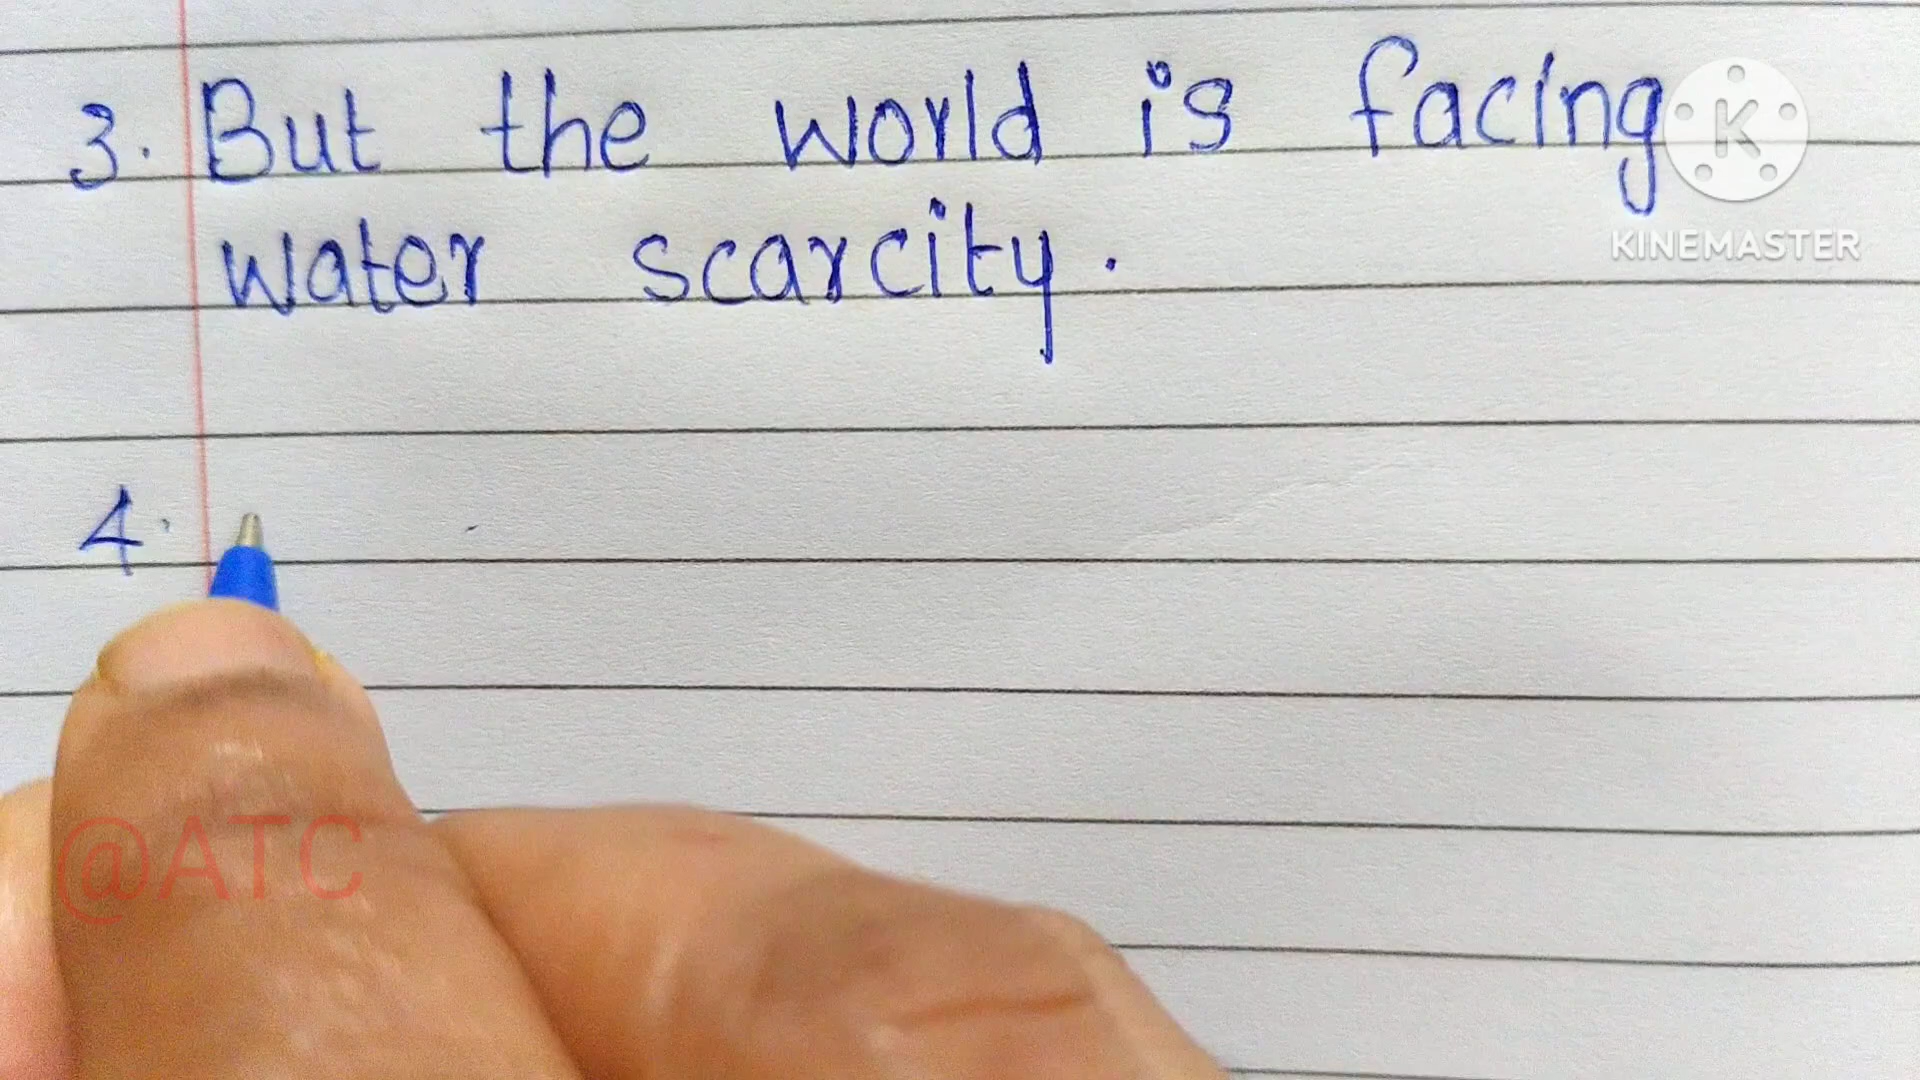 3. But the world is facing
water scarcity.
4.
K
KINEMASTER
@ATC